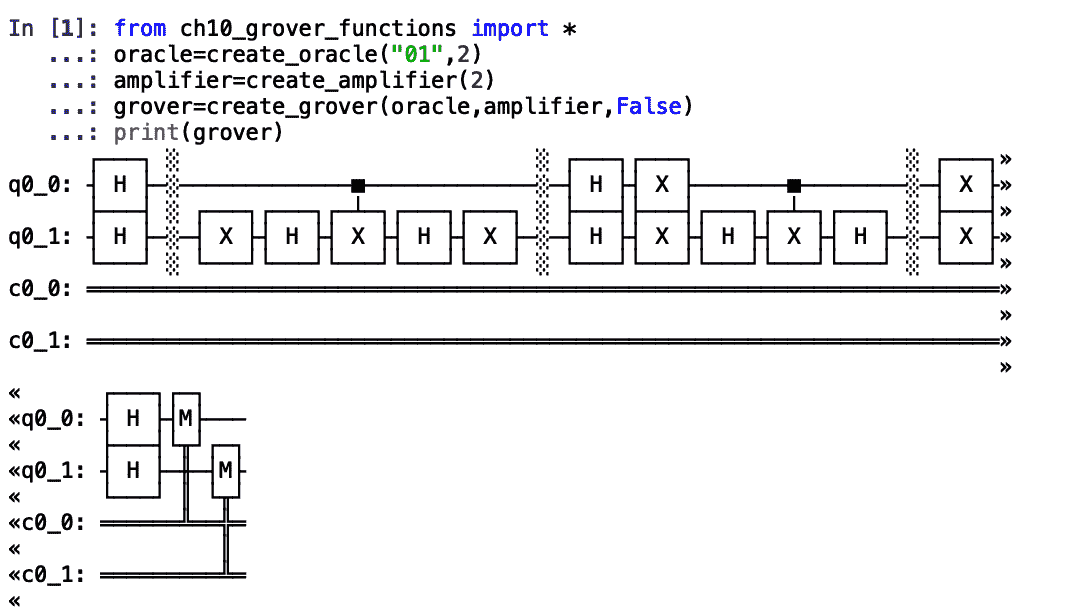 In [1]: from ch10_grover_functions import *
...: oracle=create_oracle("01",2)
...: amplifier=create_amplifier(2)
...: grover=create_grover(oracle,amplifier,False)
...: print(grover)
»
q0_0: H H X X »
»
q0_1: H X H X H X H X H X H X »
»
c0_0: »
»
c0_1: »
»
«
«q0_0: H M
«
«q0_1: H M
«
«c0_0:
«
«c0_1:
«